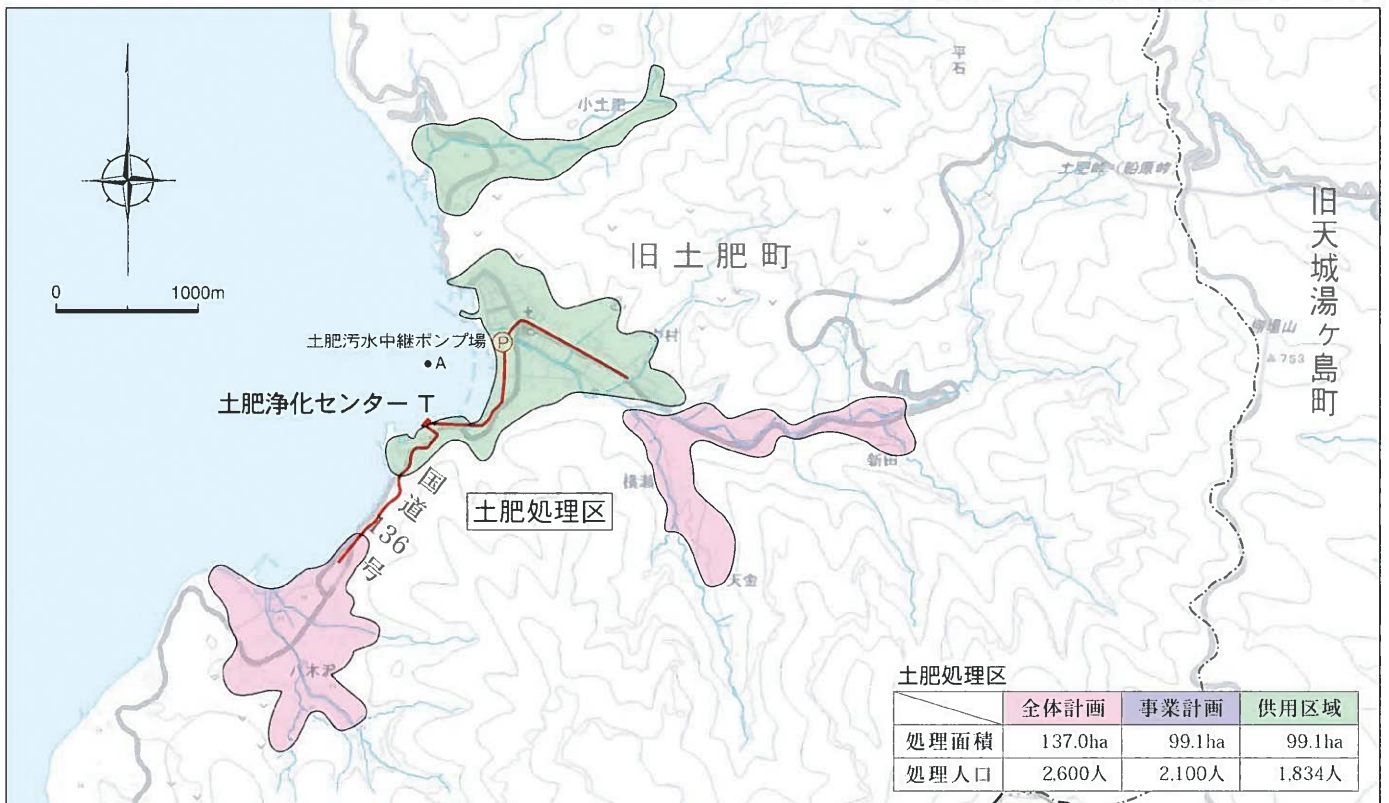 小土肥
平石
土肥峠(船原峠)
旧天城湯ヶ島町
旧土肥町
0 1000m
土肥汚水中継ポンプ場 P
A
中村
753
土肥浄化センター T
国道136号
土肥処理区
横瀬
新田
天金
八木沢
土肥処理区
全体計画 事業計画 供用区域
処理面積 137.0ha 99.1ha 99.1ha
処理人口 2,600人 2,100人 1,834人